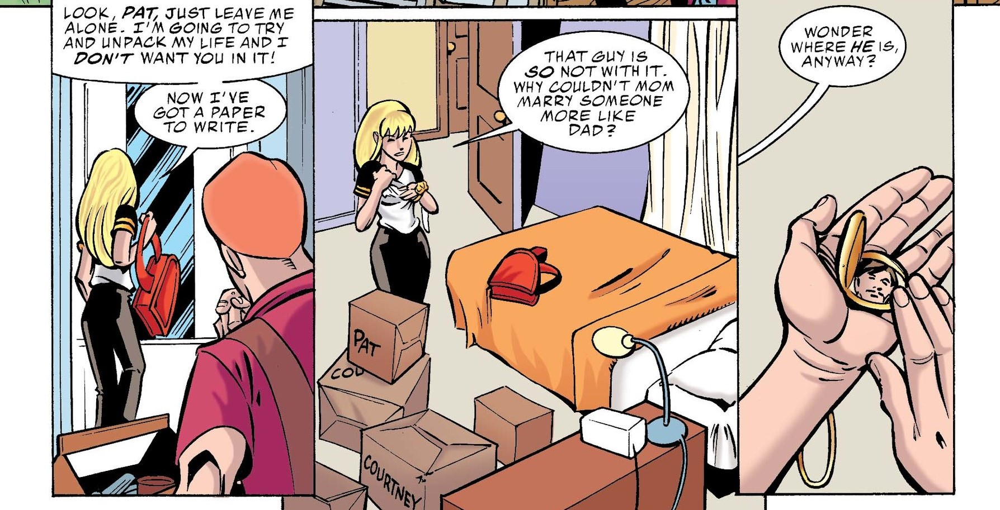 LOOK, PAT, JUST LEAVE ME
ALONE. I'M GOING TO TRY
AND UNPACK MY LIFE AND I
DON'T WANT YOU IN IT!
NOW I'VE
GOT A PAPER
TO WRITE.
THAT GUY IS
SO NOT WITH IT.
WHY COULDN'T MOM
MARRY SOMEONE
MORE LIKE
DAD?
PAT
COU
COURTNEY
WONDER
WHERE HE IS,
ANYWAY?